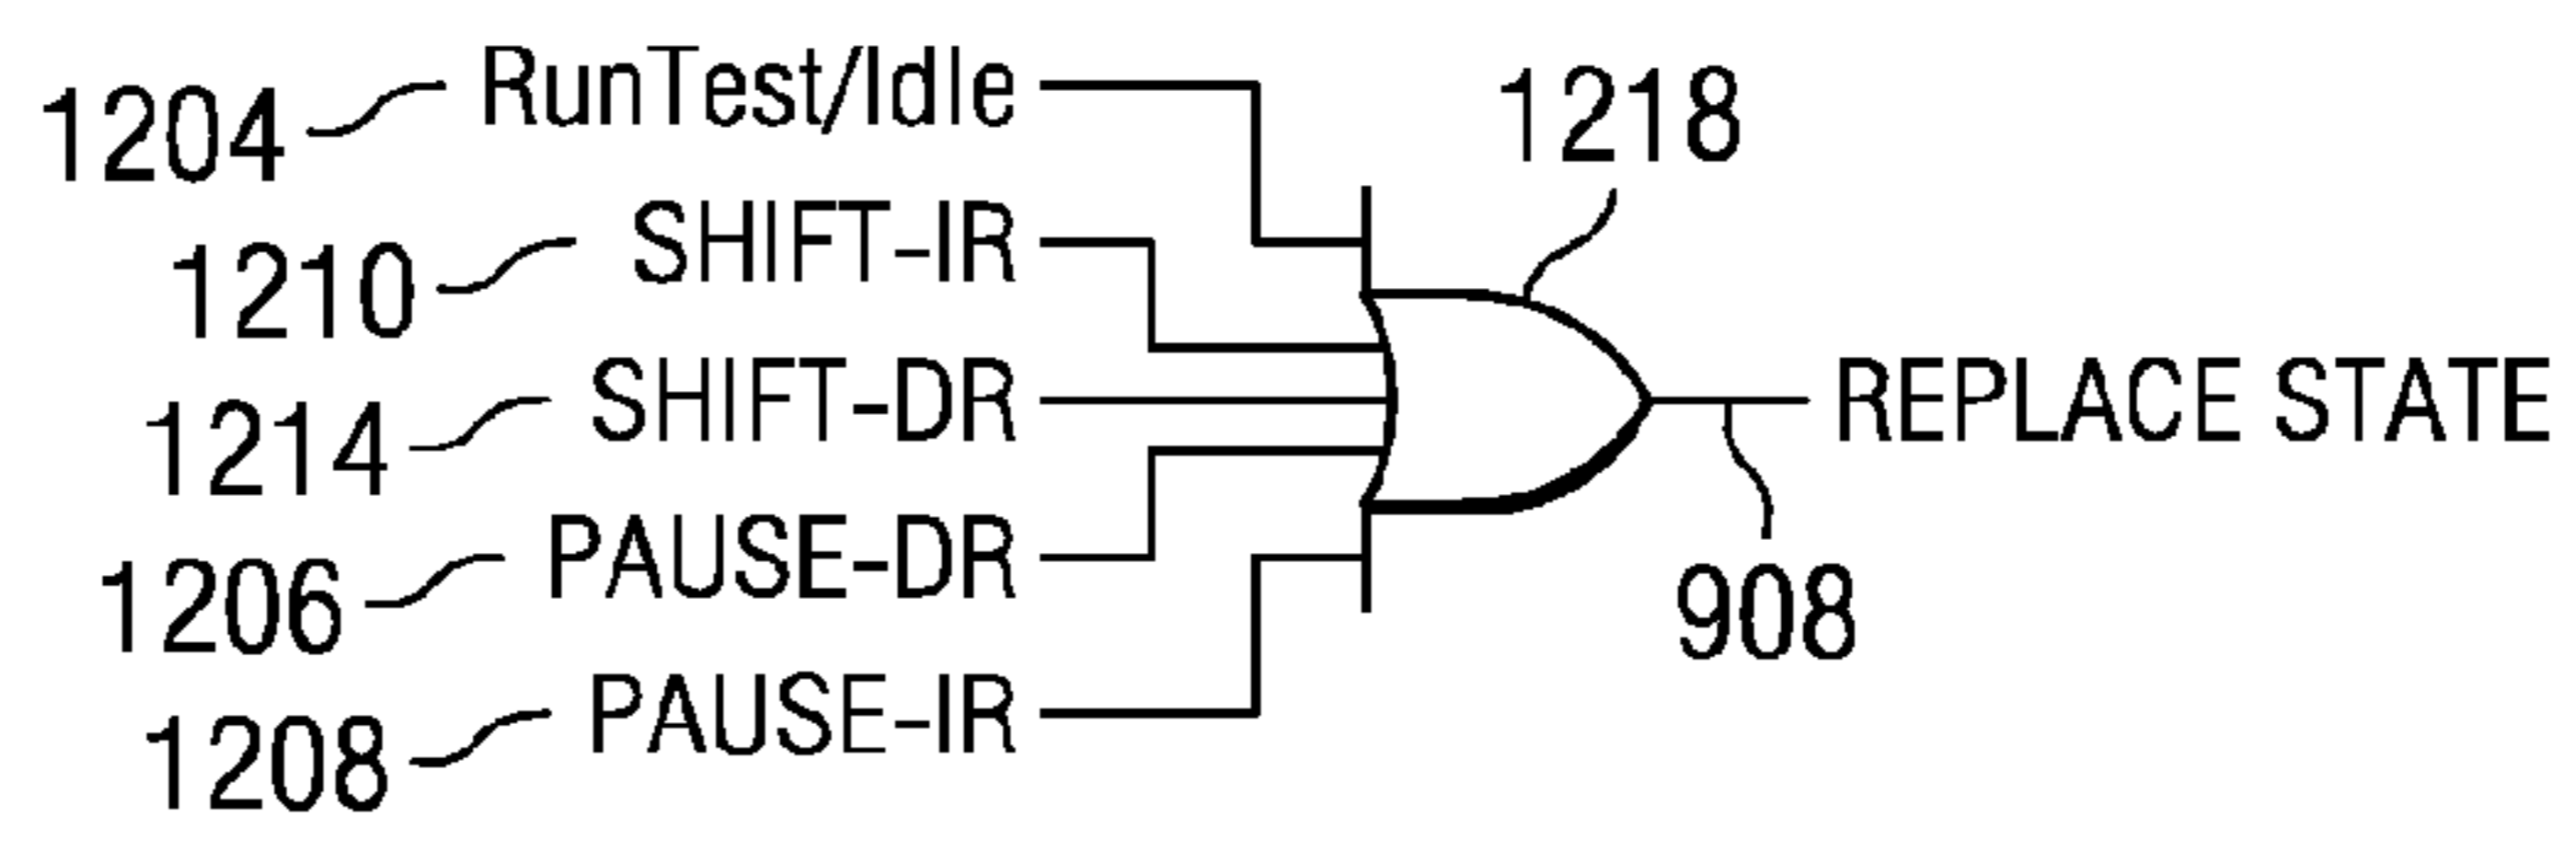 1204 RunTest/Idle
1218
1210 SHIFT-IR
1214 SHIFT-DR
REPLACE STATE
1206 PAUSE-DR
908
1208 PAUSE-IR